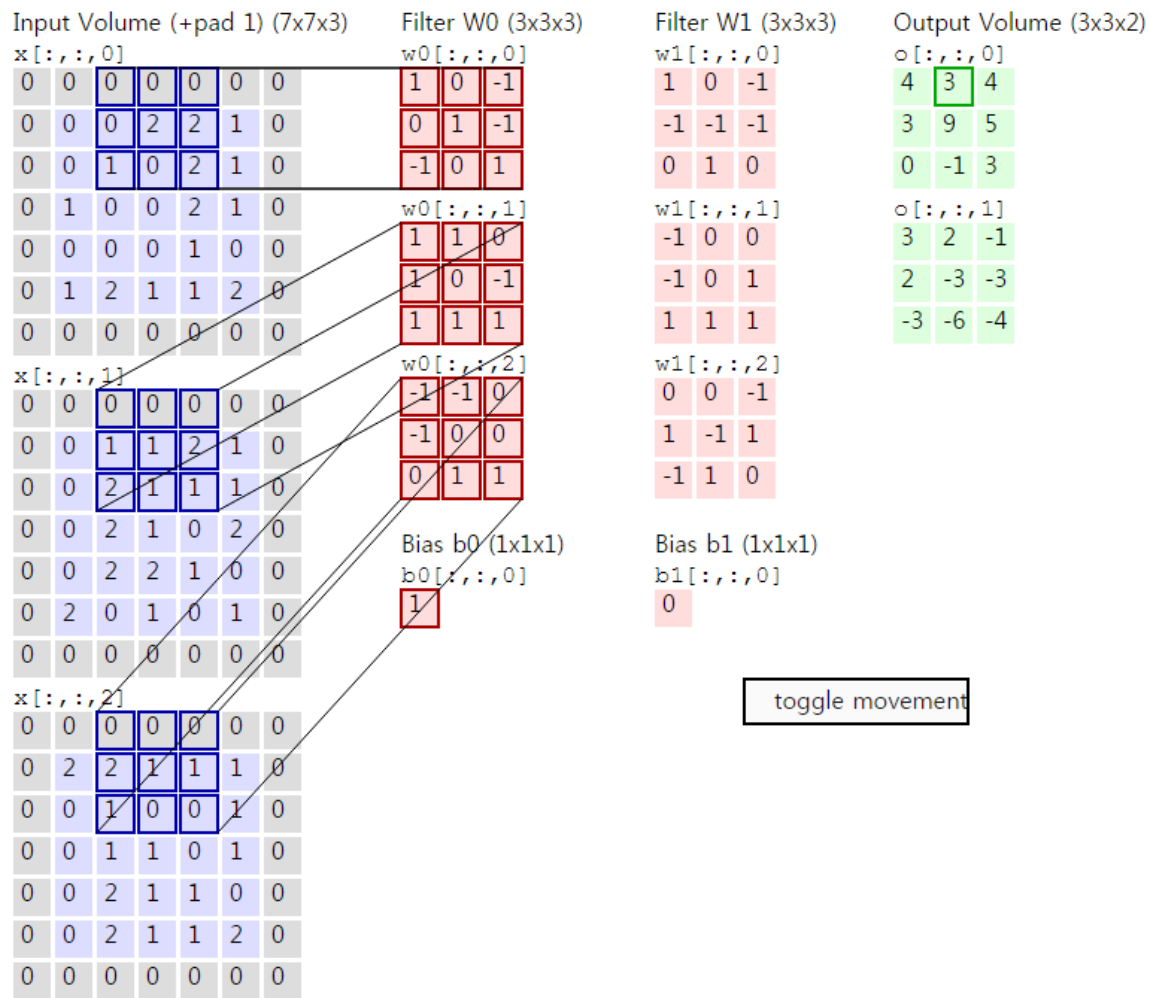 Input Volume (+pad 1) (7x7x3)
x[:,:,0]
0 0 0 0 0 0 0
0 0 0 2 2 1 0
0 0 1 0 2 1 0
0 1 0 0 2 1 0
0 0 0 0 1 0 0
0 1 2 1 1 2 0
0 0 0 0 0 0 0
x[:,:,1]
0 0 0 0 0 0 0
0 0 1 1 2 1 0
0 0 2 1 1 1 0
0 0 2 1 0 2 0
0 0 2 2 1 0 0
0 2 0 1 0 1 0
0 0 0 0 0 0 0
x[:,:,2]
0 0 0 0 0 0 0
0 2 2 1 1 1 0
0 0 1 0 0 1 0
0 0 1 1 0 1 0
0 0 2 1 1 0 0
0 0 2 1 1 2 0
0 0 0 0 0 0 0
Filter W0 (3x3x3)
w0[:,:,0]
1 0 -1
0 1 -1
-1 0 1
w0[:,:,1]
1 1 0
1 0 -1
1 1 1
w0[:,:,2]
-1 -1 0
-1 0 0
0 1 1
Bias b0 (1x1x1)
b0[:,:,0]
1
Filter W1 (3x3x3)
w1[:,:,0]
1 0 -1
-1 -1 -1
0 1 0
w1[:,:,1]
-1 0 0
-1 0 1
1 1 1
w1[:,:,2]
0 0 -1
1 -1 1
-1 1 0
Bias b1 (1x1x1)
b1[:,:,0]
0
Output Volume (3x3x2)
o[:,:,0]
4 3 4
3 9 5
0 -1 3
o[:,:,1]
3 2 -1
2 -3 -3
-3 -6 -4
toggle movement